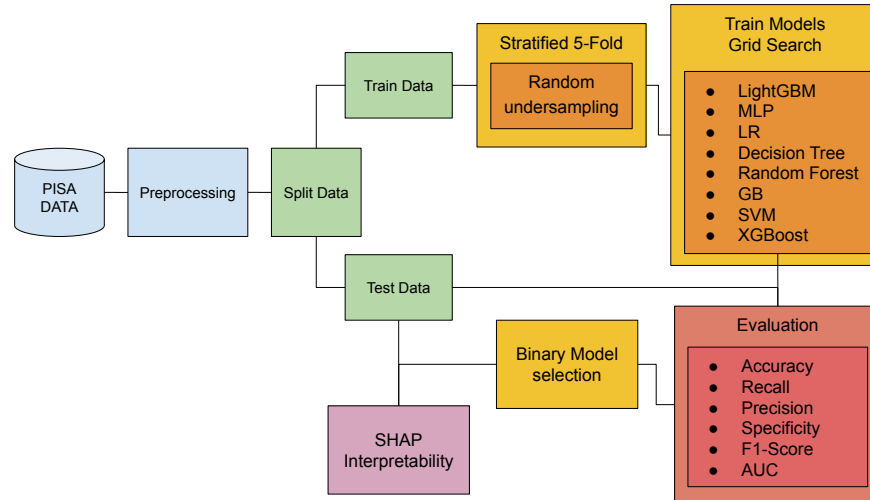 PISA
DATA
Preprocessing
Split Data
Train Data
Test Data
Stratified 5-Fold
Random
undersampling
Train Models
Grid Search
● LightGBM
● MLP
● LR
● Decision Tree
● Random Forest
● GB
● SVM
● XGBoost
Evaluation
● Accuracy
● Recall
● Precision
● Specificity
● F1-Score
● AUC
Binary Model
selection
SHAP
Interpretability